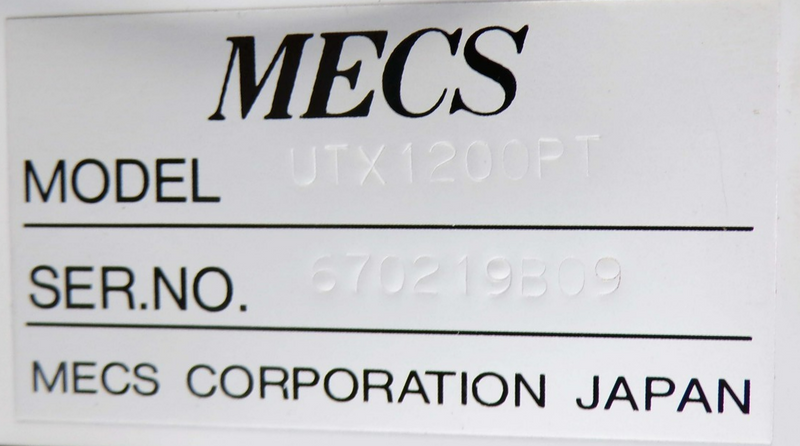 MECS
MODEL UTX1200PT
SER.NO. 670219B09
MECS CORPORATION JAPAN